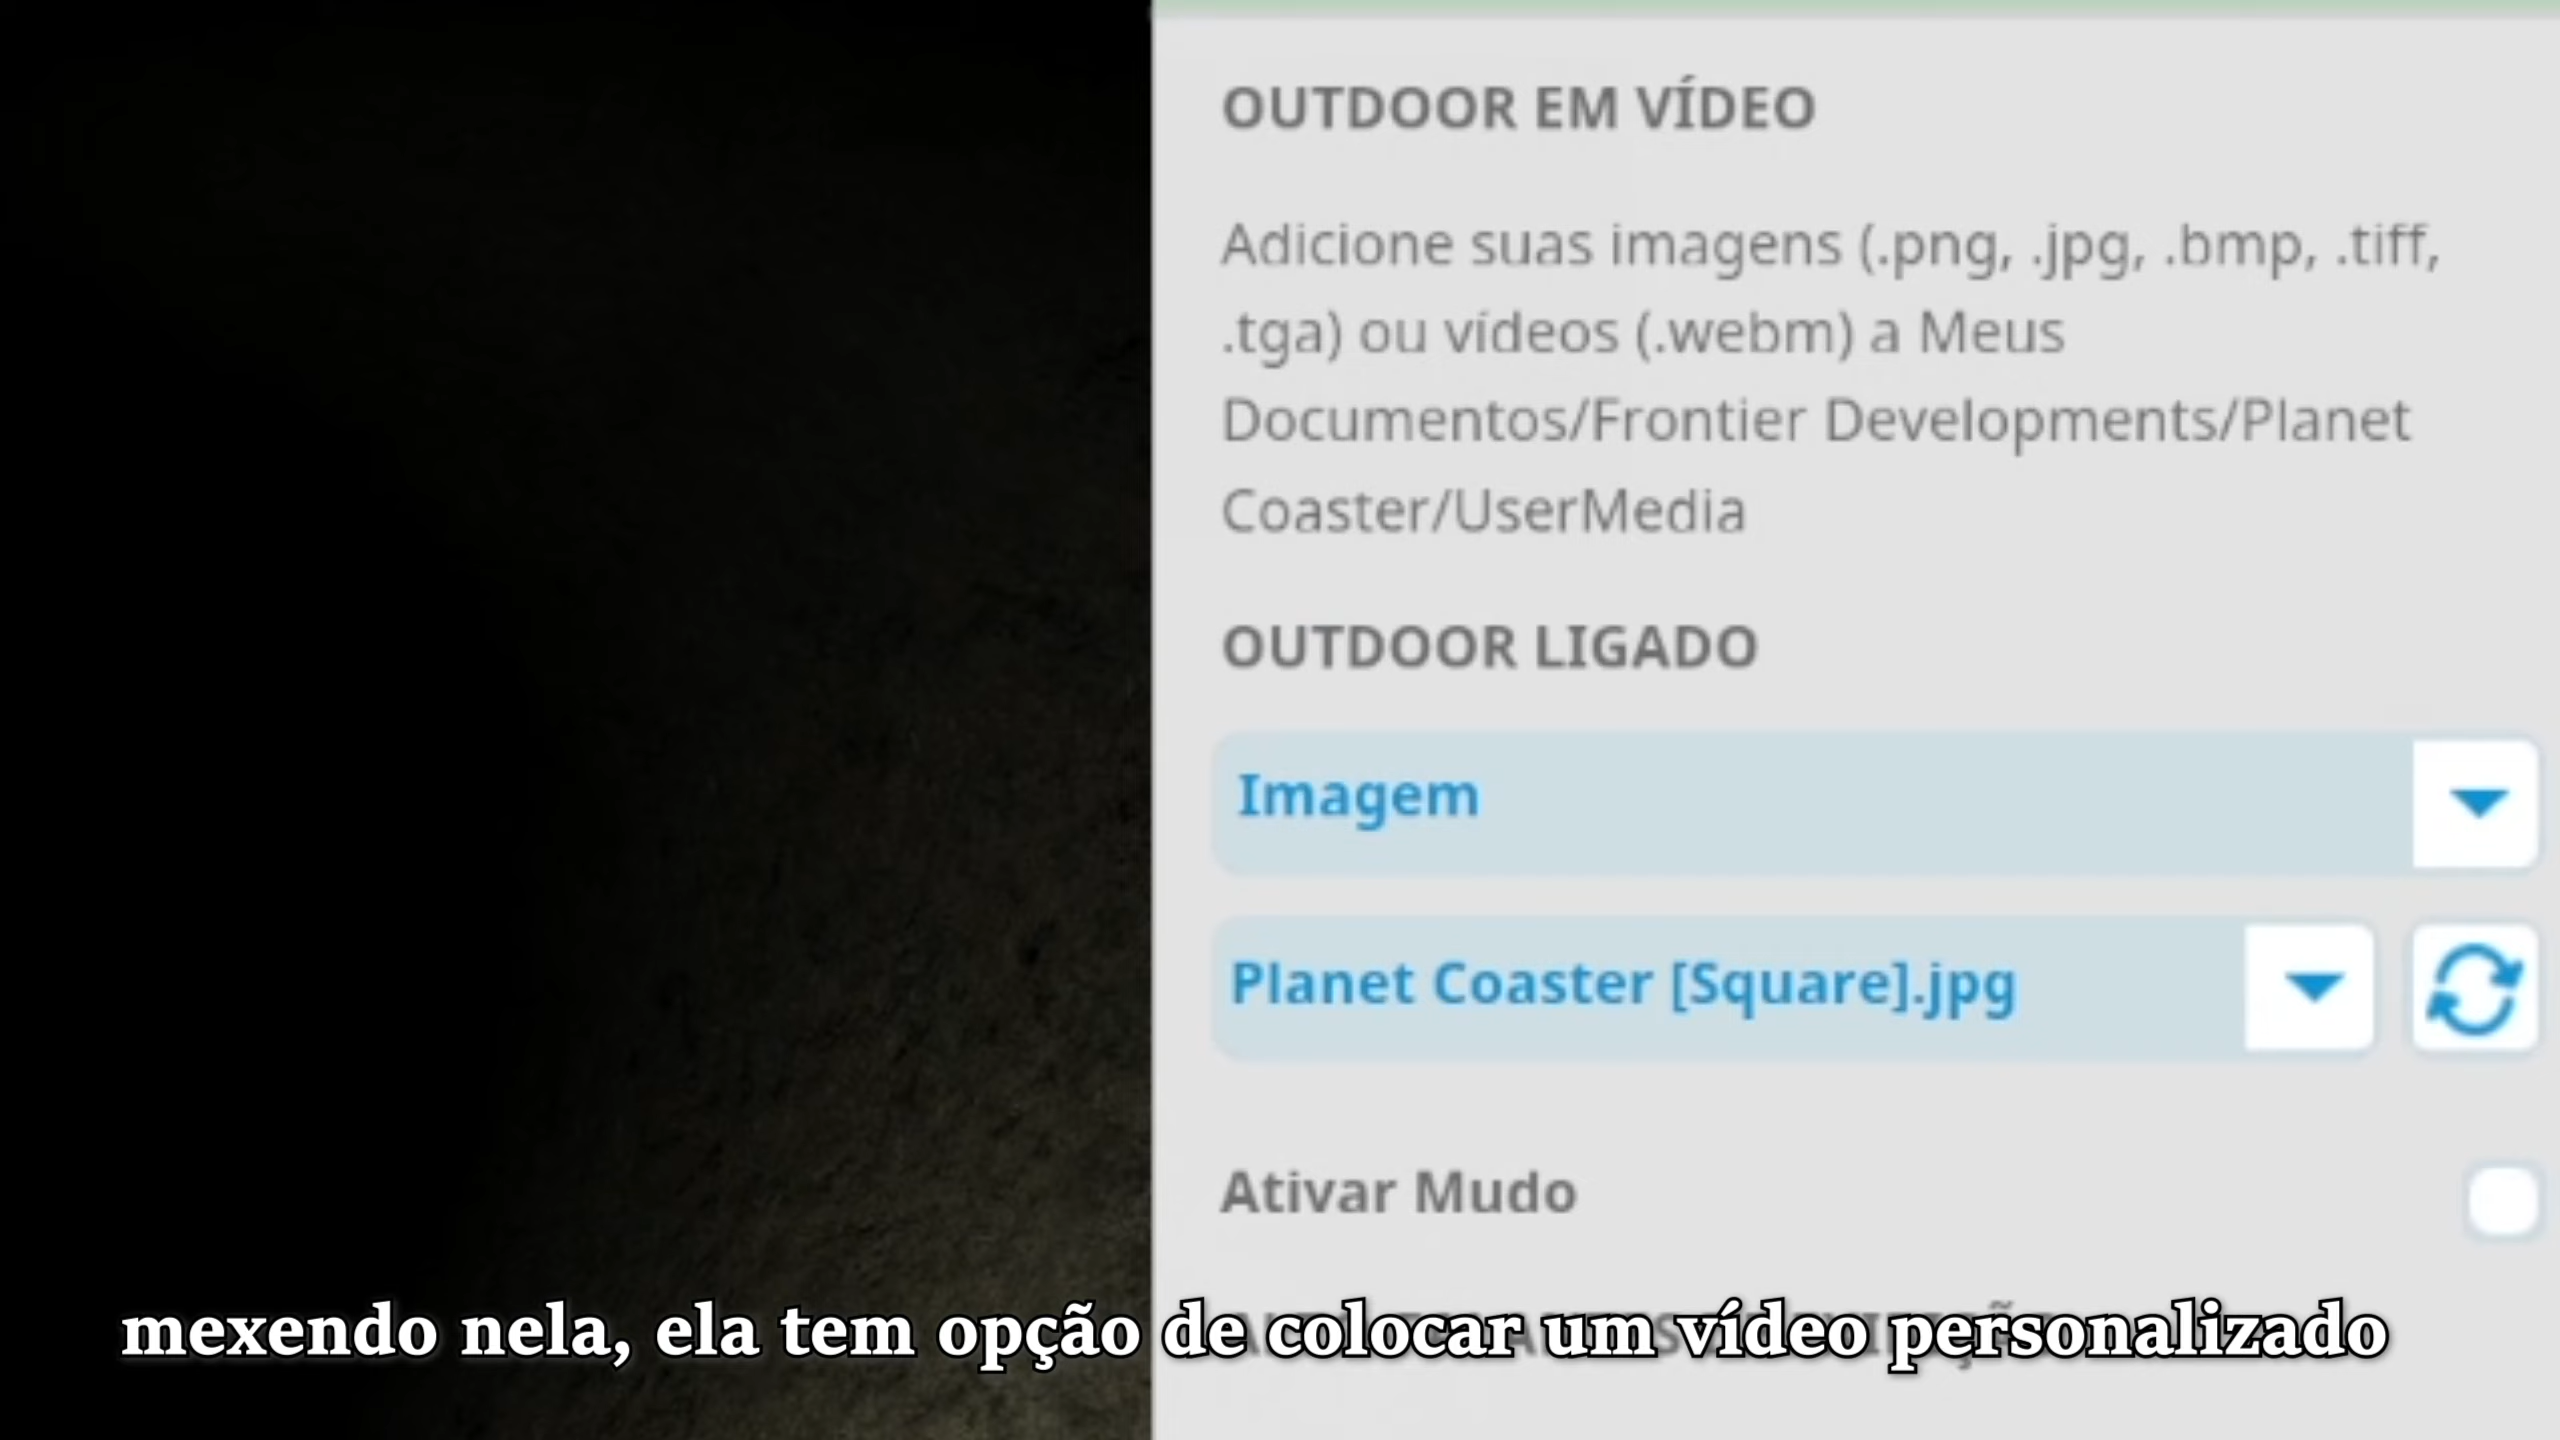 OUTDOOR EM VÍDEO
Adicione suas imagens (.png, .jpg, .bmp, .tiff,
.tga) ou vídeos (.webm) a Meus
Documentos/Frontier Developments/Planet
Coaster/UserMedia
OUTDOOR LIGADO
Imagem
Planet Coaster [Square].jpg
Ativar Mudo
mexendo nela, ela tem opção de colocar um vídeo personalizado